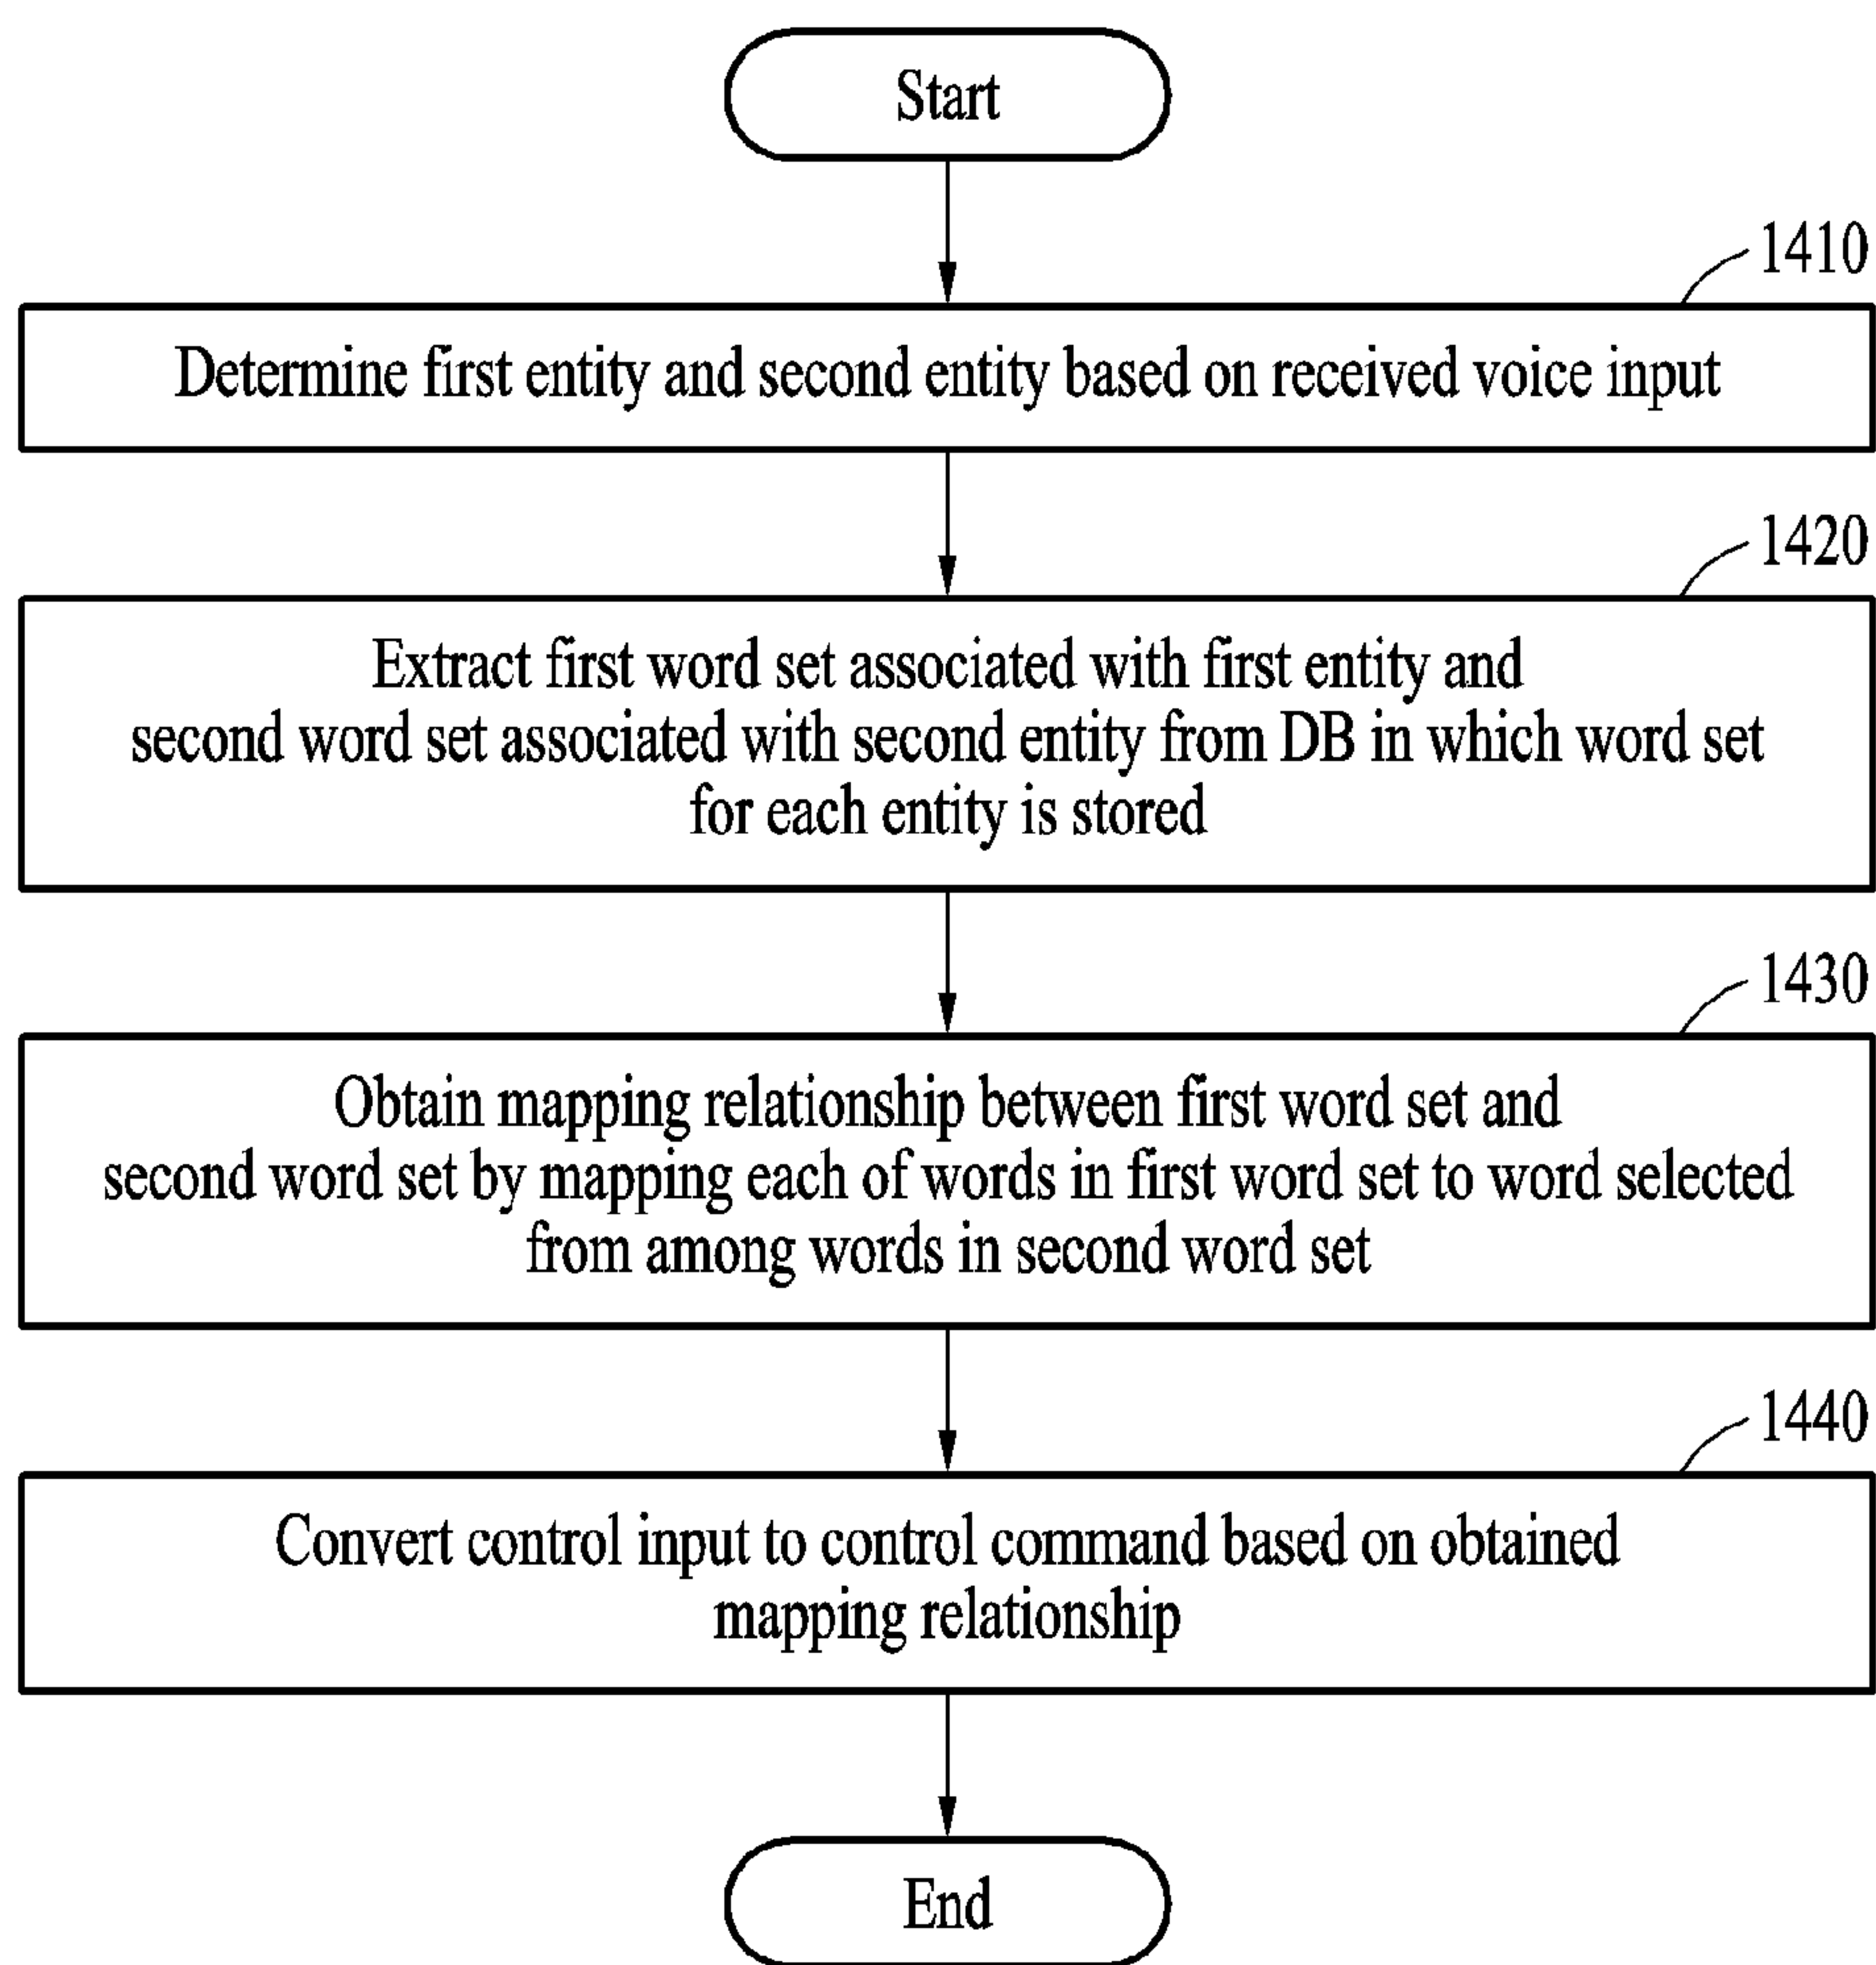 Start
1410
Determine first entity and second entity based on received voice input
1420
Extract first word set associated with first entity and
second word set associated with second entity from DB in which word set
for each entity is stored
1430
Obtain mapping relationship between first word set and
second word set by mapping each of words in first word set to word selected
from among words in second word set
1440
Convert control input to control command based on obtained
mapping relationship
End